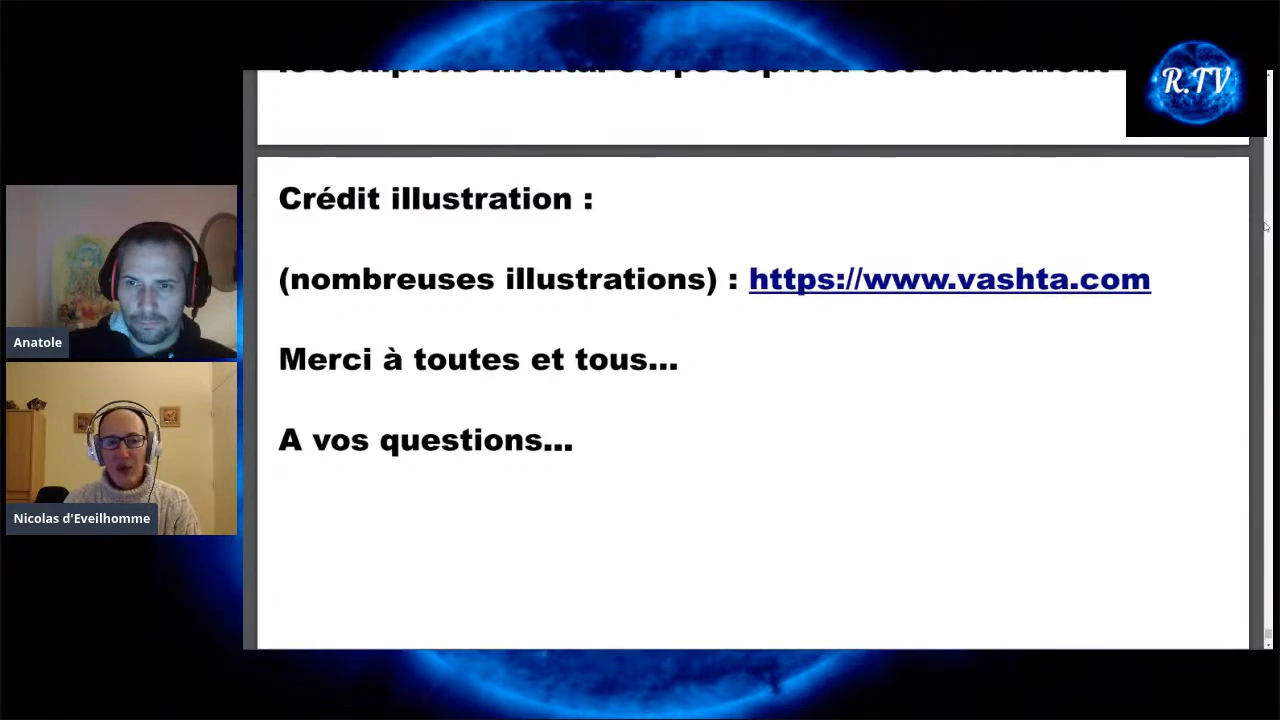 R.TV
Crédit illustration :
(nombreuses illustrations) : https://www.vashta.com
Merci à toutes et tous...
A vos questions...
Anatole
Nicolas d'Eveilhomme